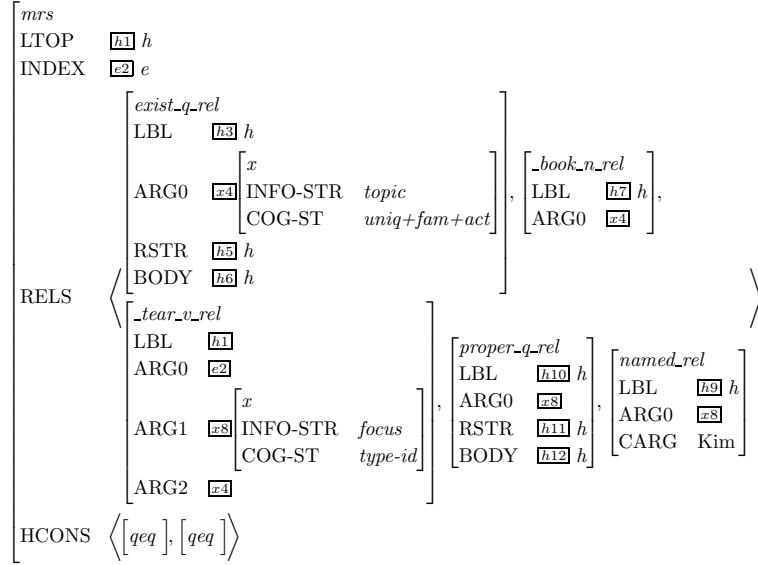 mrs
LTOP h1 h
INDEX e2 e
RELS ⟨
exist_q_rel
LBL h3 h
ARG0 x4
x
INFO-STR topic
COG-ST uniq+fam+act
RSTR h5 h
BODY h6 h
,
_book_n_rel
LBL h7 h
ARG0 x4
,
_tear_v_rel
LBL h1
ARG0 e2
ARG1 x8
x
INFO-STR focus
COG-ST type-id
ARG2 x4
,
proper_q_rel
LBL h10 h
ARG0 x8
RSTR h11 h
BODY h12 h
,
named_rel
LBL h9 h
ARG0 x8
CARG Kim
⟩
HCONS ⟨[qeq ], [qeq ]⟩